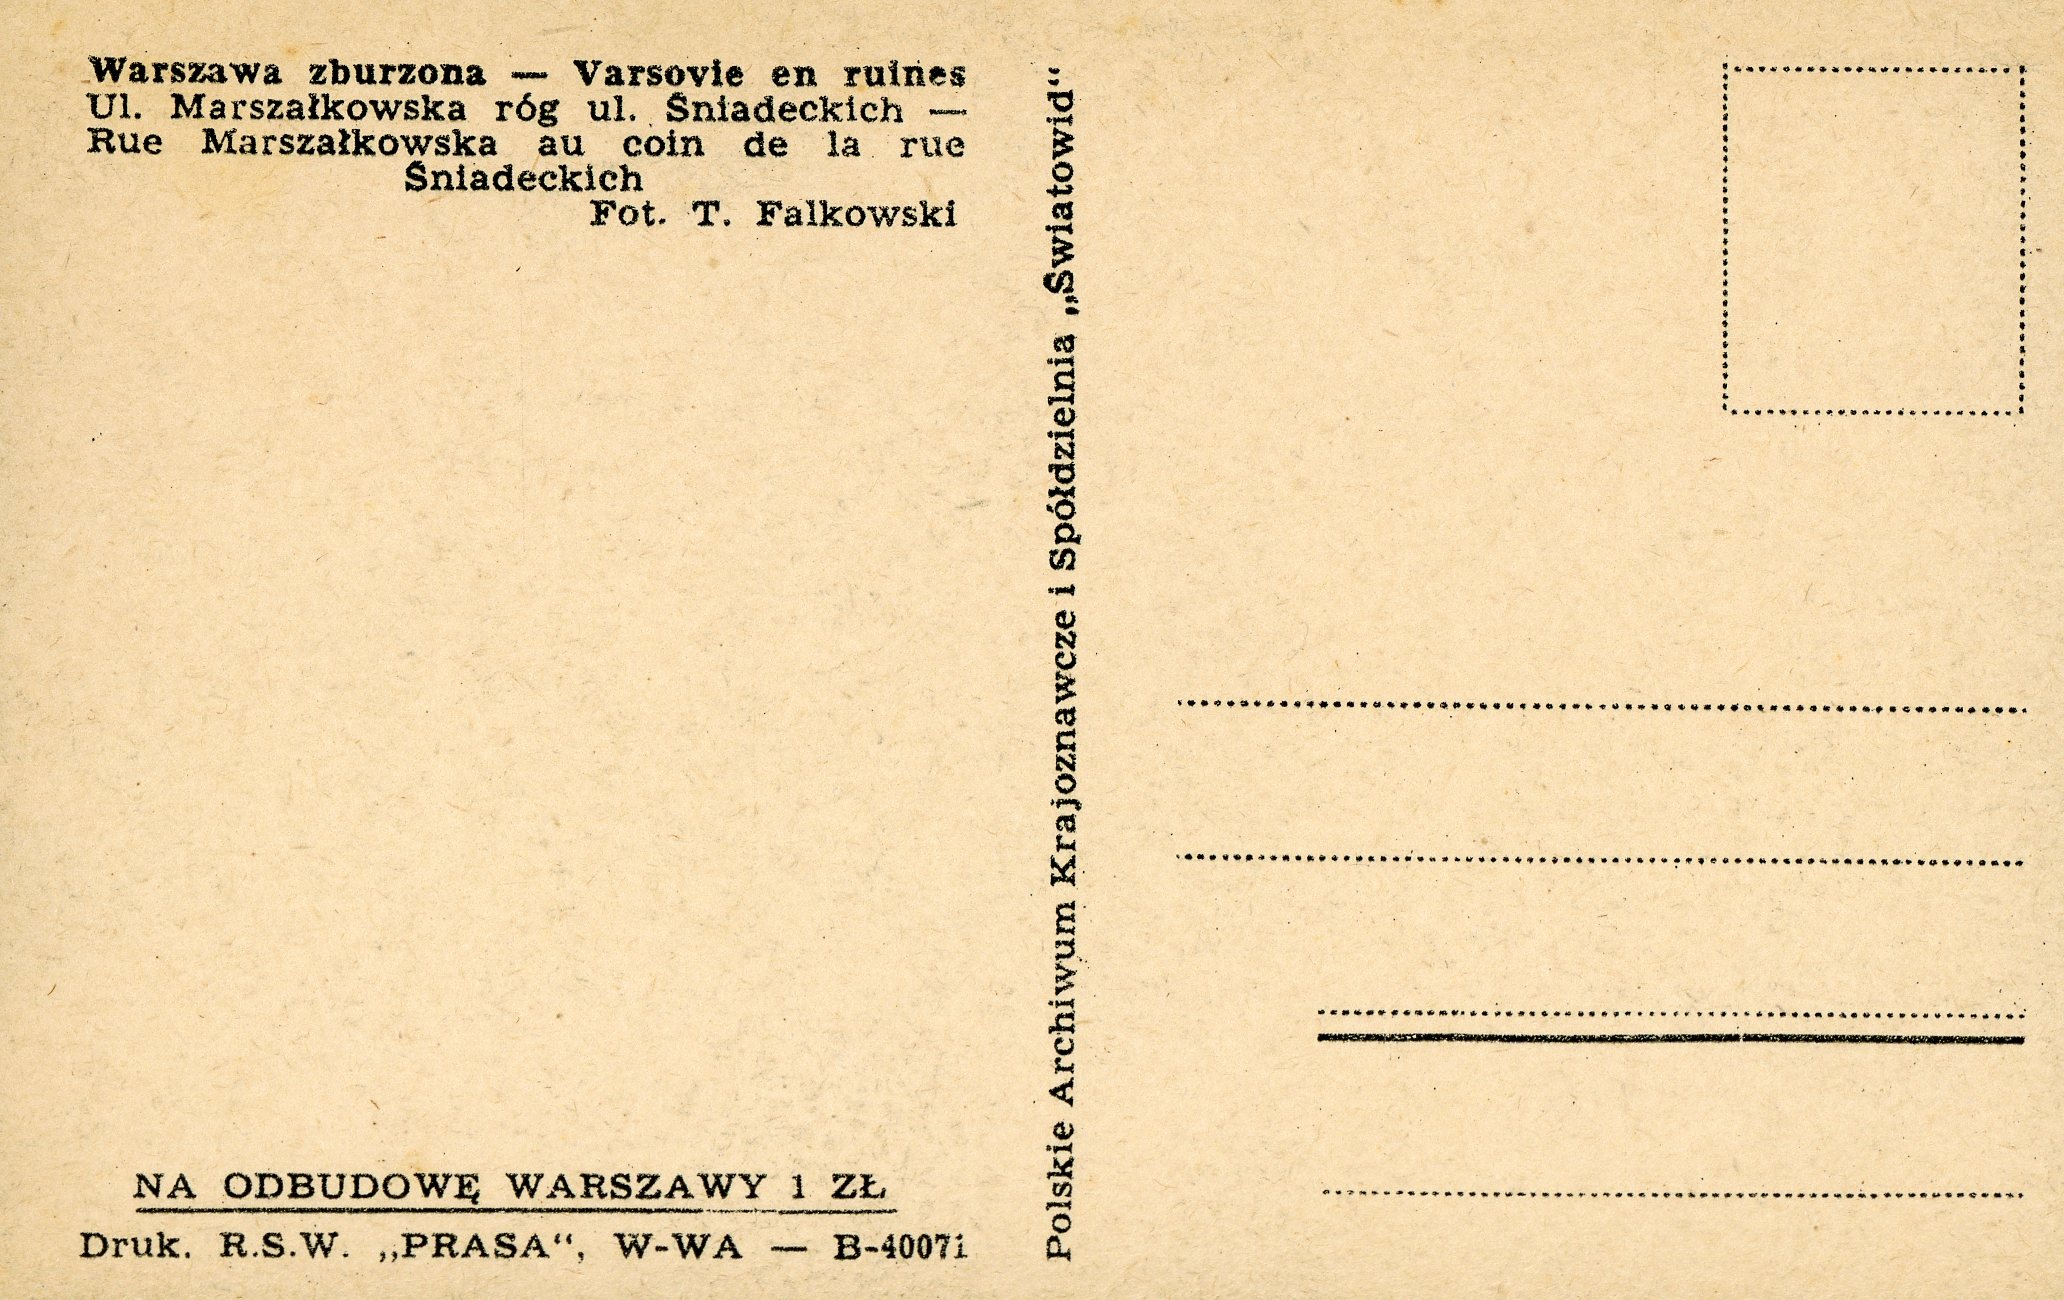 Warszawa zburzona — Varsovie en ruines
Ul. Marszałkowska róg ul. Śniadeckich —
Rue Marszałkowska au coin de la rue
Śniadeckich
Fot. T. Falkowski
Polskie Archiwum Krajoznawcze i Spółdzielnia „Światowid“
NA ODBUDOWĘ WARSZAWY 1 ZŁ
Druk. R.S.W. „PRASA“, W-WA — B-40071